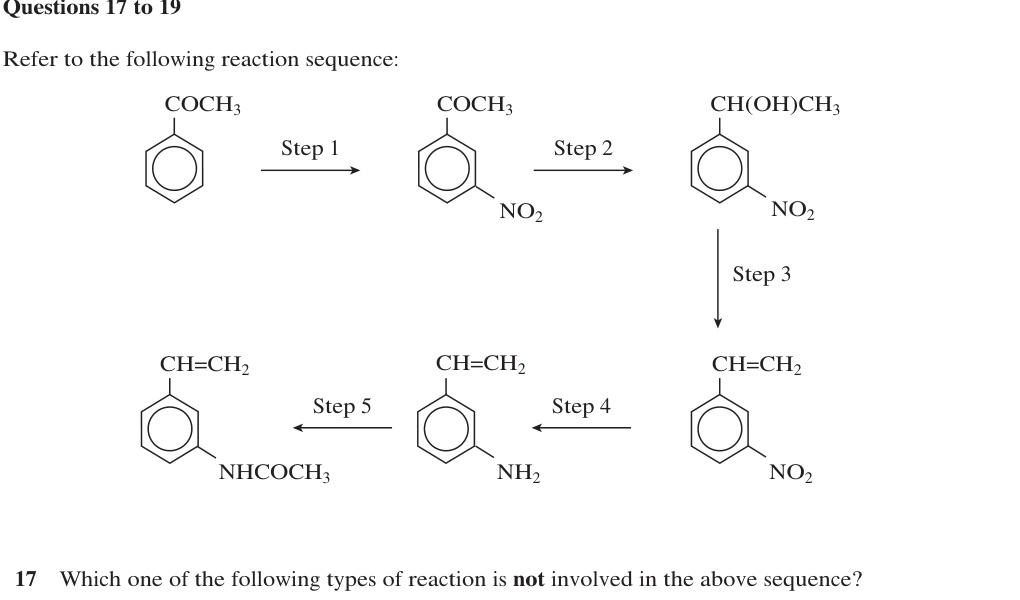 Questions 17 to 19
Refer to the following reaction sequence:
COCH₃ COCH₃ CH(OH)CH₃
Step 1 Step 2
NO₂ NO₂
Step 3
CH=CH₂ CH=CH₂ CH=CH₂
Step 5 Step 4
NHCOCH₃ NH₂ NO₂
17 Which one of the following types of reaction is not involved in the above sequence?